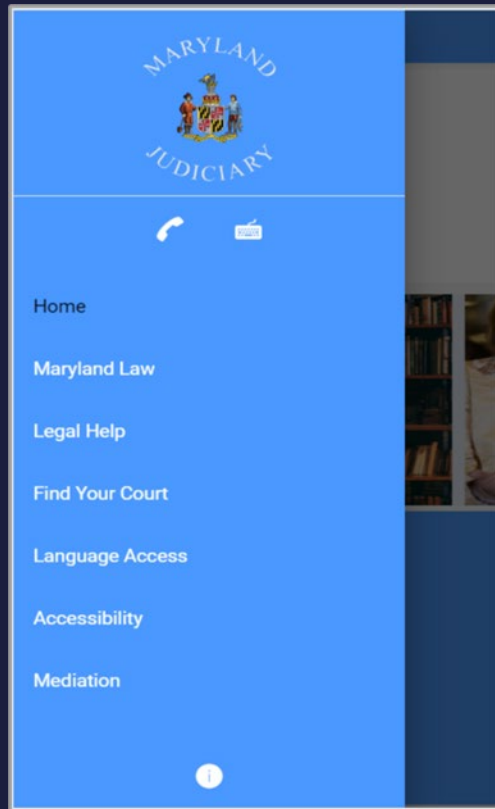 MARYLAND
JUDICIARY
Home
Maryland Law
Legal Help
Find Your Court
Language Access
Accessibility
Mediation